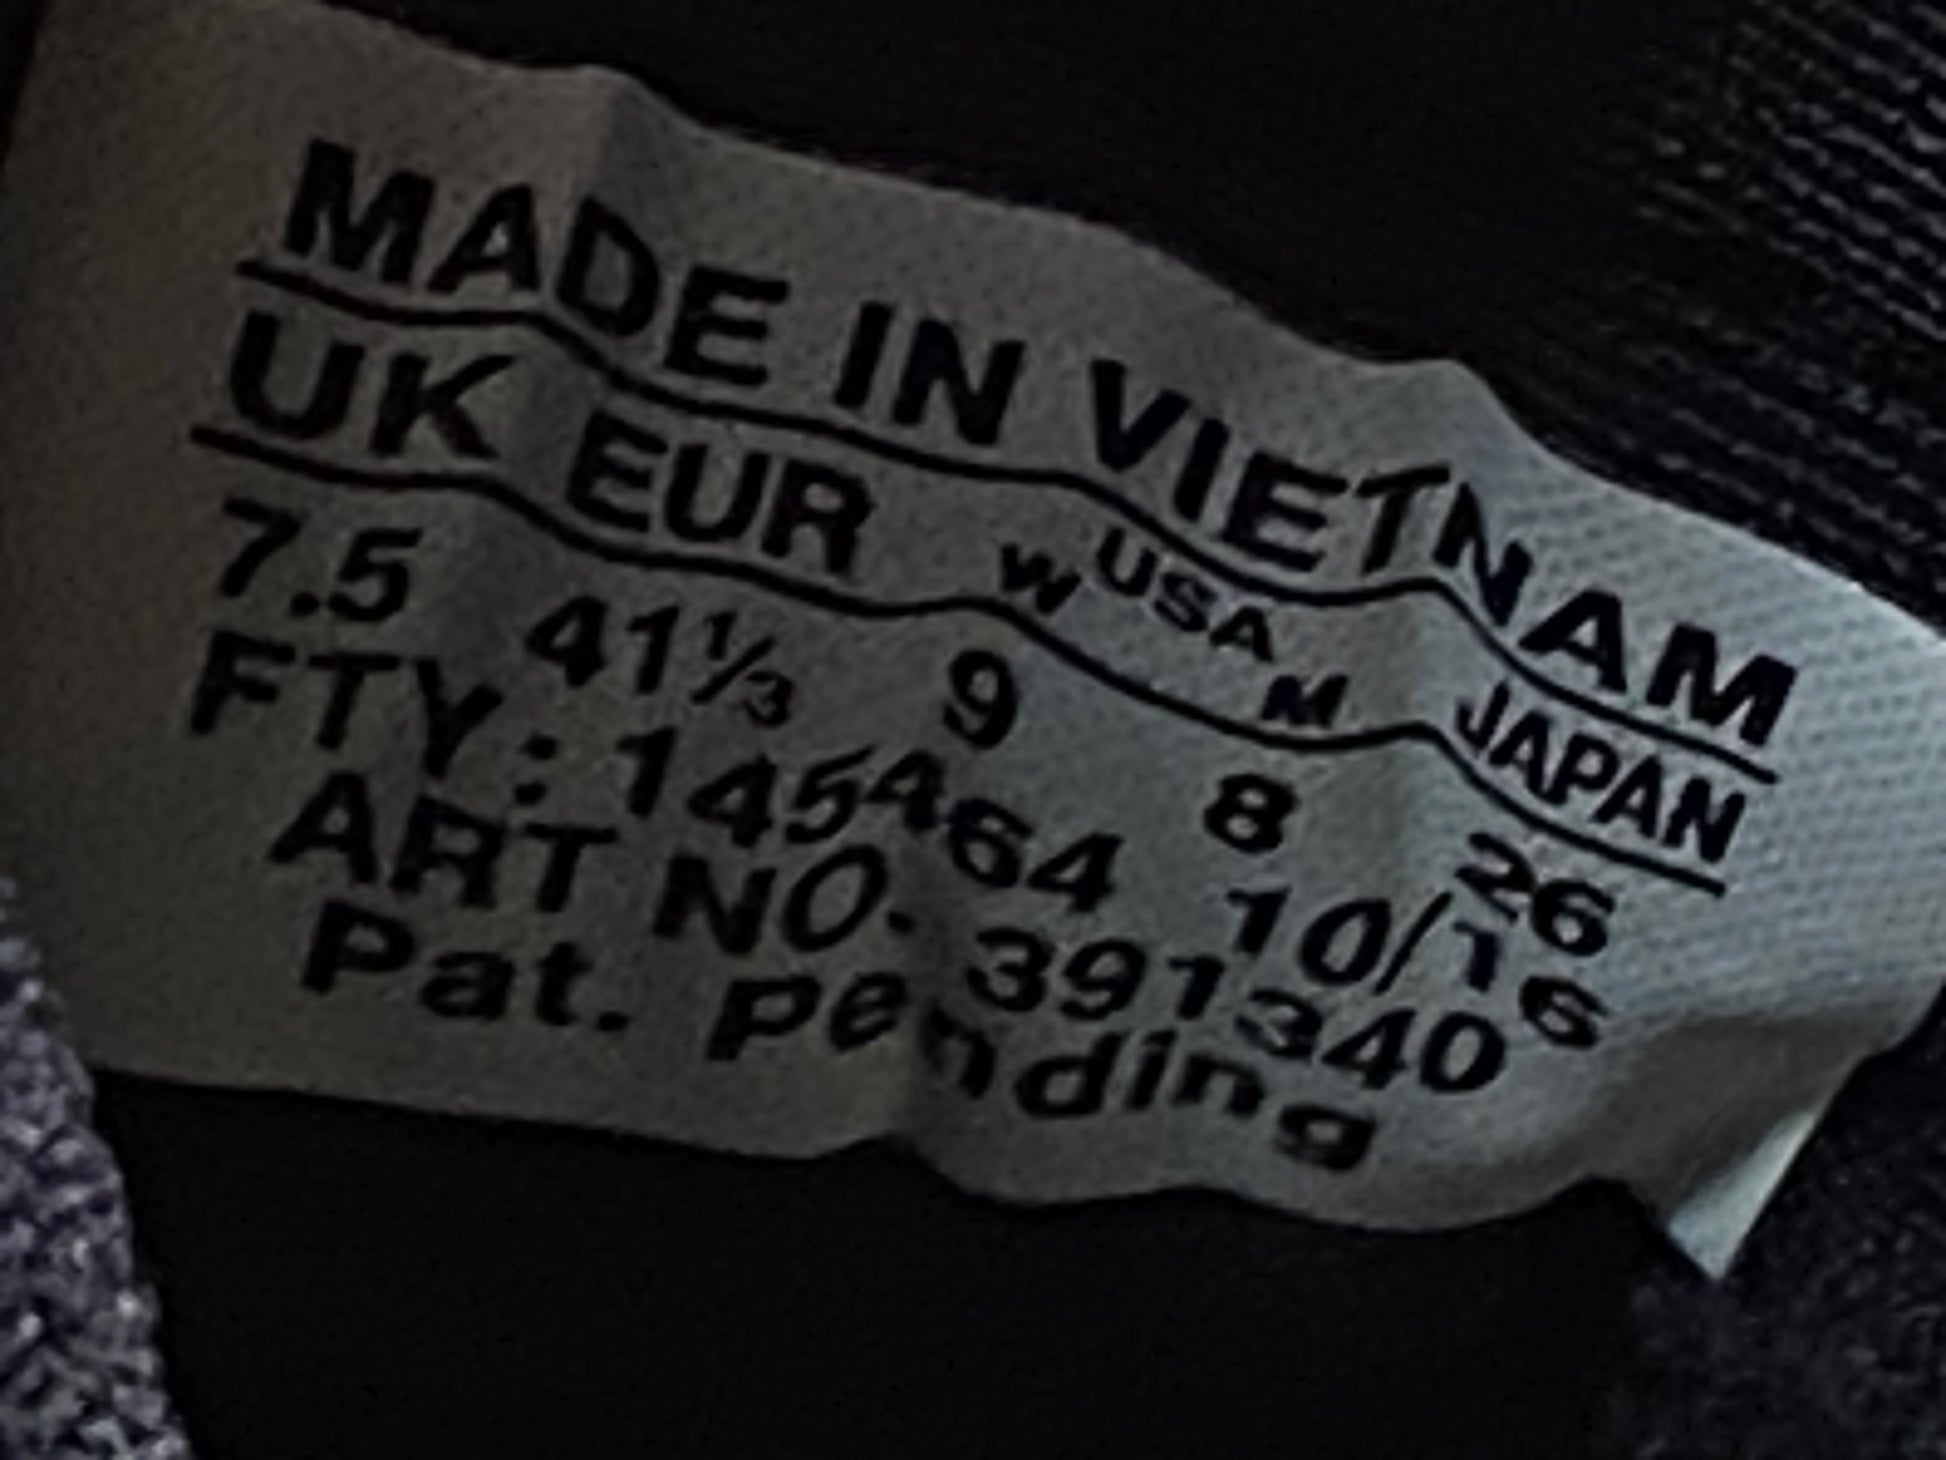 MADE IN VIETNAM
UK EUR W USA M JAPAN
7.5 41⅓ 9 8 26
FTY: 145464 10/16
ART NO. 391340
Pat. pending